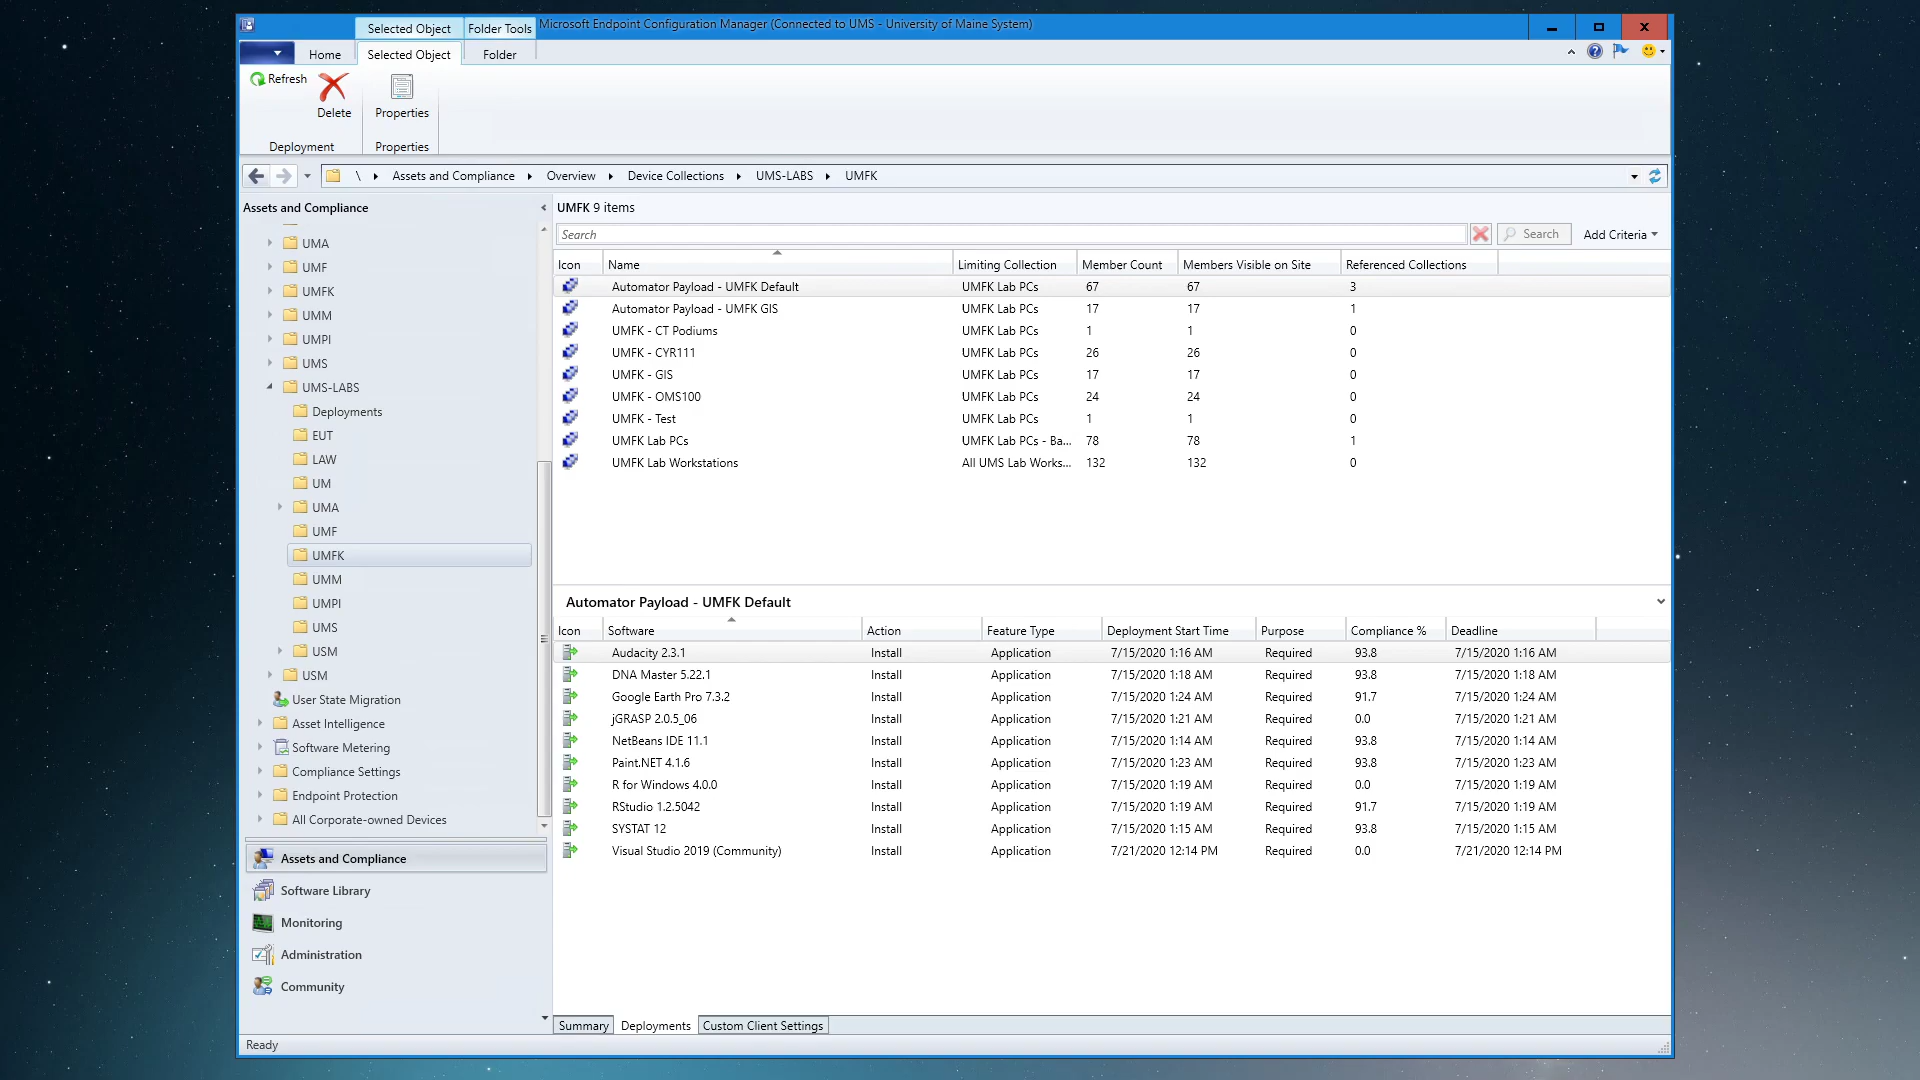 Selected Object Folder Tools Microsoft Endpoint Configuration Manager (Connected to UMS - University of Maine System)
Home Selected Object Folder
Refresh
Delete
Properties
Deployment Properties
\ Assets and Compliance Overview Device Collections UMS-LABS UMFK
Assets and Compliance
UMA
UMF
UMFK
UMM
UMPI
UMS
UMS-LABS
Deployments
EUT
LAW
UM
UMA
UMF
UMFK
UMM
UMPI
UMS
USM
USM
User State Migration
Asset Intelligence
Software Metering
Compliance Settings
Endpoint Protection
All Corporate-owned Devices
Assets and Compliance
Software Library
Monitoring
Administration
Community
UMFK 9 items
Search Search Add Criteria
Icon Name Limiting Collection Member Count Members Visible on Site Referenced Collections
Automator Payload - UMFK Default UMFK Lab PCs 67 67 3
Automator Payload - UMFK GIS UMFK Lab PCs 17 17 1
UMFK - CT Podiums UMFK Lab PCs 1 1 0
UMFK - CYR111 UMFK Lab PCs 26 26 0
UMFK - GIS UMFK Lab PCs 17 17 0
UMFK - OMS100 UMFK Lab PCs 24 24 0
UMFK - Test UMFK Lab PCs 1 1 0
UMFK Lab PCs UMFK Lab PCs - Ba... 78 78 1
UMFK Lab Workstations All UMS Lab Works... 132 132 0
Automator Payload - UMFK Default
Icon Software Action Feature Type Deployment Start Time Purpose Compliance % Deadline
Audacity 2.3.1 Install Application 7/15/2020 1:16 AM Required 93.8 7/15/2020 1:16 AM
DNA Master 5.22.1 Install Application 7/15/2020 1:18 AM Required 93.8 7/15/2020 1:18 AM
Google Earth Pro 7.3.2 Install Application 7/15/2020 1:24 AM Required 91.7 7/15/2020 1:24 AM
jGRASP 2.0.5_06 Install Application 7/15/2020 1:21 AM Required 0.0 7/15/2020 1:21 AM
NetBeans IDE 11.1 Install Application 7/15/2020 1:14 AM Required 93.8 7/15/2020 1:14 AM
Paint.NET 4.1.6 Install Application 7/15/2020 1:23 AM Required 93.8 7/15/2020 1:23 AM
R for Windows 4.0.0 Install Application 7/15/2020 1:19 AM Required 0.0 7/15/2020 1:19 AM
RStudio 1.2.5042 Install Application 7/15/2020 1:19 AM Required 91.7 7/15/2020 1:19 AM
SYSTAT 12 Install Application 7/15/2020 1:15 AM Required 93.8 7/15/2020 1:15 AM
Visual Studio 2019 (Community) Install Application 7/21/2020 12:14 PM Required 0.0 7/21/2020 12:14 PM
Summary Deployments Custom Client Settings
Ready